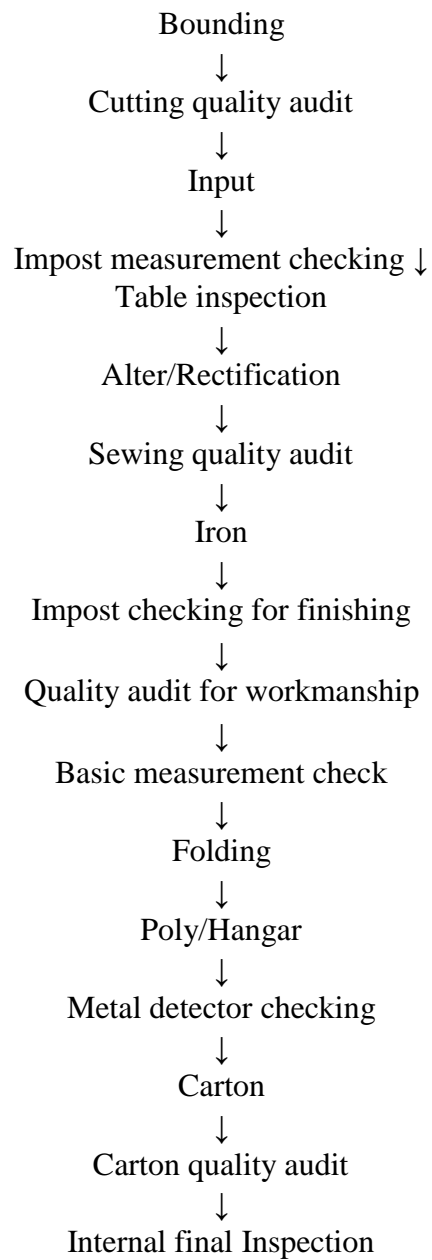 Bounding
↓
Cutting quality audit
↓
Input
↓
Impost measurement checking ↓
Table inspection
↓
Alter/Rectification
↓
Sewing quality audit
↓
Iron
↓
Impost checking for finishing
↓
Quality audit for workmanship
↓
Basic measurement check
↓
Folding
↓
Poly/Hangar
↓
Metal detector checking
↓
Carton
↓
Carton quality audit
↓
Internal final Inspection